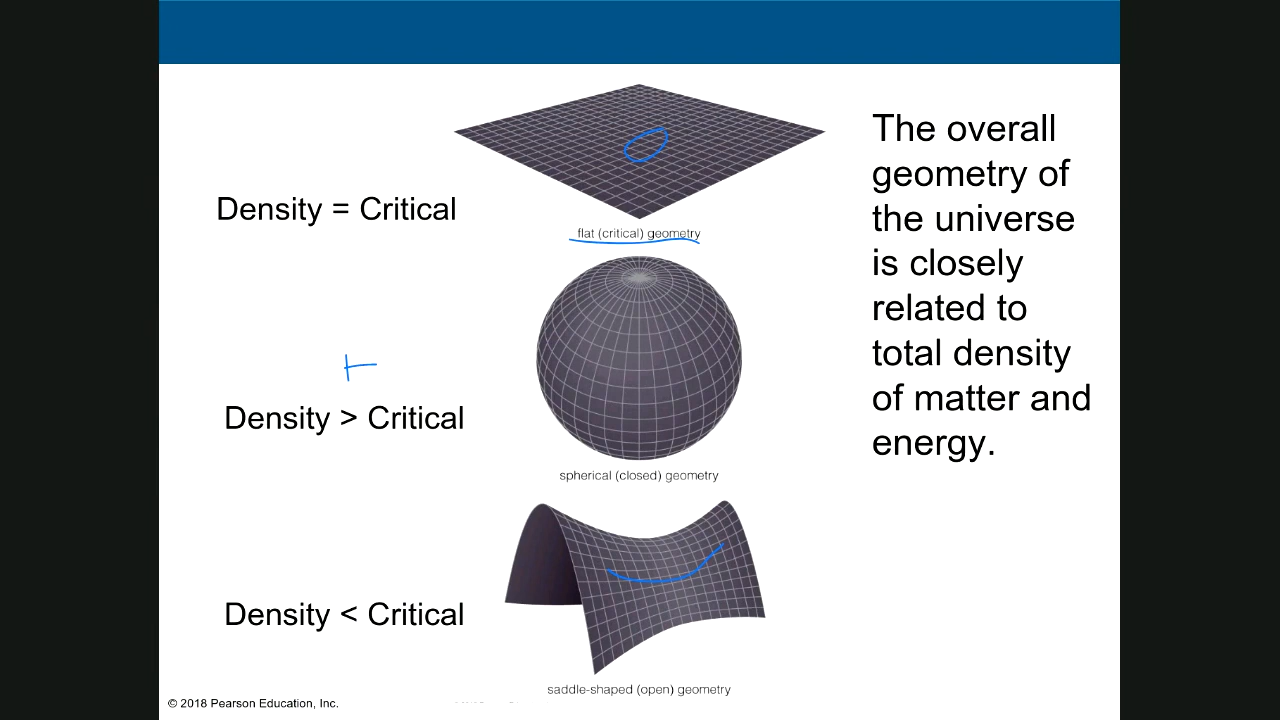 The overall
geometry of
the universe
is closely
related to
total density
of matter and
energy.
Density = Critical
flat (critical) geometry
Density > Critical
spherical (closed) geometry
Density < Critical
saddle-shaped (open) geometry
© 2018 Pearson Education, Inc.